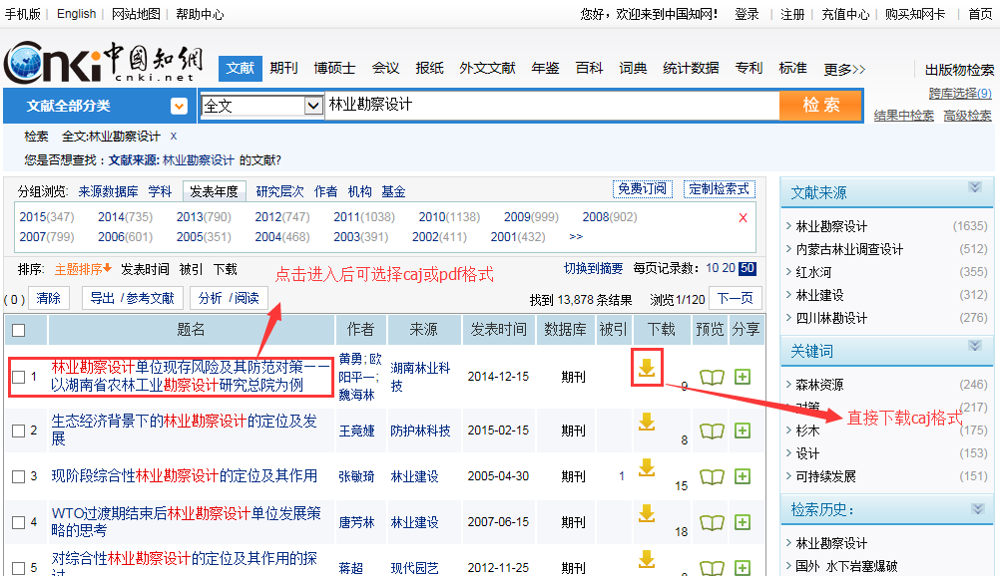 手机版 English 网站地图 帮助中心 您好，欢迎来到中国知网！ 登录 注册 充值中心 购买知网卡 首页
Cnki中国知網
cnki.net
文献 期刊 博硕士 会议 报纸 外文文献 年鉴 百科 词典 统计数据 专利 标准 更多>> 出版物检索
文献全部分类 全文 林业勘察设计 检 索 跨库选择(9)
结果中检索 高级检索
检索 全文:林业勘察设计 x
您是否想查找：文献来源: 林业勘察设计 的文献?
分组浏览: 来源数据库 学科 发表年度 研究层次 作者 机构 基金 免费订阅 定制检索式
2015(347) 2014(735) 2013(790) 2012(747) 2011(1038) 2010(1138) 2009(999) 2008(902) X
2007(799) 2006(601) 2005(351) 2004(468) 2003(391) 2002(411) 2001(432) >>
排序: 主题排序 发表时间 被引 下载 切换到摘要 每页记录数: 10 20 50
点击进入后可选择caj或pdf格式
(0) 清除 导出 / 参考文献 分析 / 阅读 找到 13,878 条结果 浏览1/120 下一页
题名 作者 来源 发表时间 数据库 被引 下载 预览 分享
1 林业勘察设计单位现存风险及其防范对策——以湖南省农林工业勘察设计研究总院为例 黄勇; 欧阳平一; 魏海林 湖南林业科技 2014-12-15 期刊 9
直接下载caj格式
2 生态经济背景下的林业勘察设计的定位及发展 王竟婕 防护林科技 2015-02-15 期刊 8
3 现阶段综合性林业勘察设计的定位及其作用 张敏琦 林业建设 2005-04-30 期刊 1 15
4 WTO过渡期结束后林业勘察设计单位发展策略的思考 唐芳林 林业建设 2007-06-15 期刊 18
5 对综合性林业勘察设计的定位及其作用的探讨 蒋超 现代园艺 2012-11-25 期刊
文献来源
林业勘察设计 (1635)
内蒙古林业调查设计 (512)
红水河 (355)
林业建设 (312)
四川林勘设计 (276)
关键词
森林资源 (246)
对策 (217)
杉木 (175)
设计 (153)
可持续发展 (151)
检索历史：
林业勘察设计
国外 水下岩塞爆破